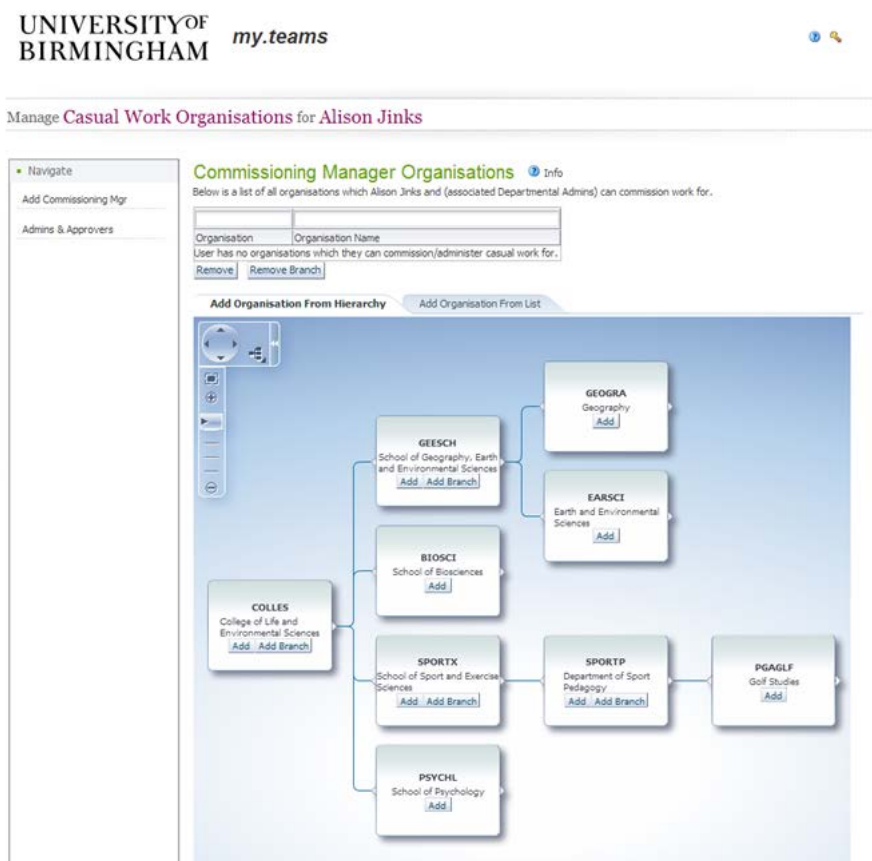 UNIVERSITY OF
BIRMINGHAM
my.teams
Manage Casual Work Organisations for Alison Jinks
Navigate
Add Commissioning Mgr
Admins & Approvers
Commissioning Manager Organisations Info
Below is a list of all organisations which Alison Jinks and (associated Departmental Admins) can commission work for.
Organisation Organisation Name
User has no organisations which they can commission/administer casual work for.
Remove Remove Branch
Add Organisation From Hierarchy Add Organisation From List
COLLES
College of Life and
Environmental Sciences
Add Add Branch
GEESCH
School of Geography, Earth
and Environmental Sciences
Add Add Branch
GEOGRA
Geography
Add
EARSCI
Earth and Environmental
Sciences
Add
BIOSCI
School of Biosciences
Add
SPORTX
School of Sport and Exercise
Sciences
Add Add Branch
SPORTP
Department of Sport
Pedagogy
Add Add Branch
PGAGLF
Golf Studies
Add
PSYCHL
School of Psychology
Add